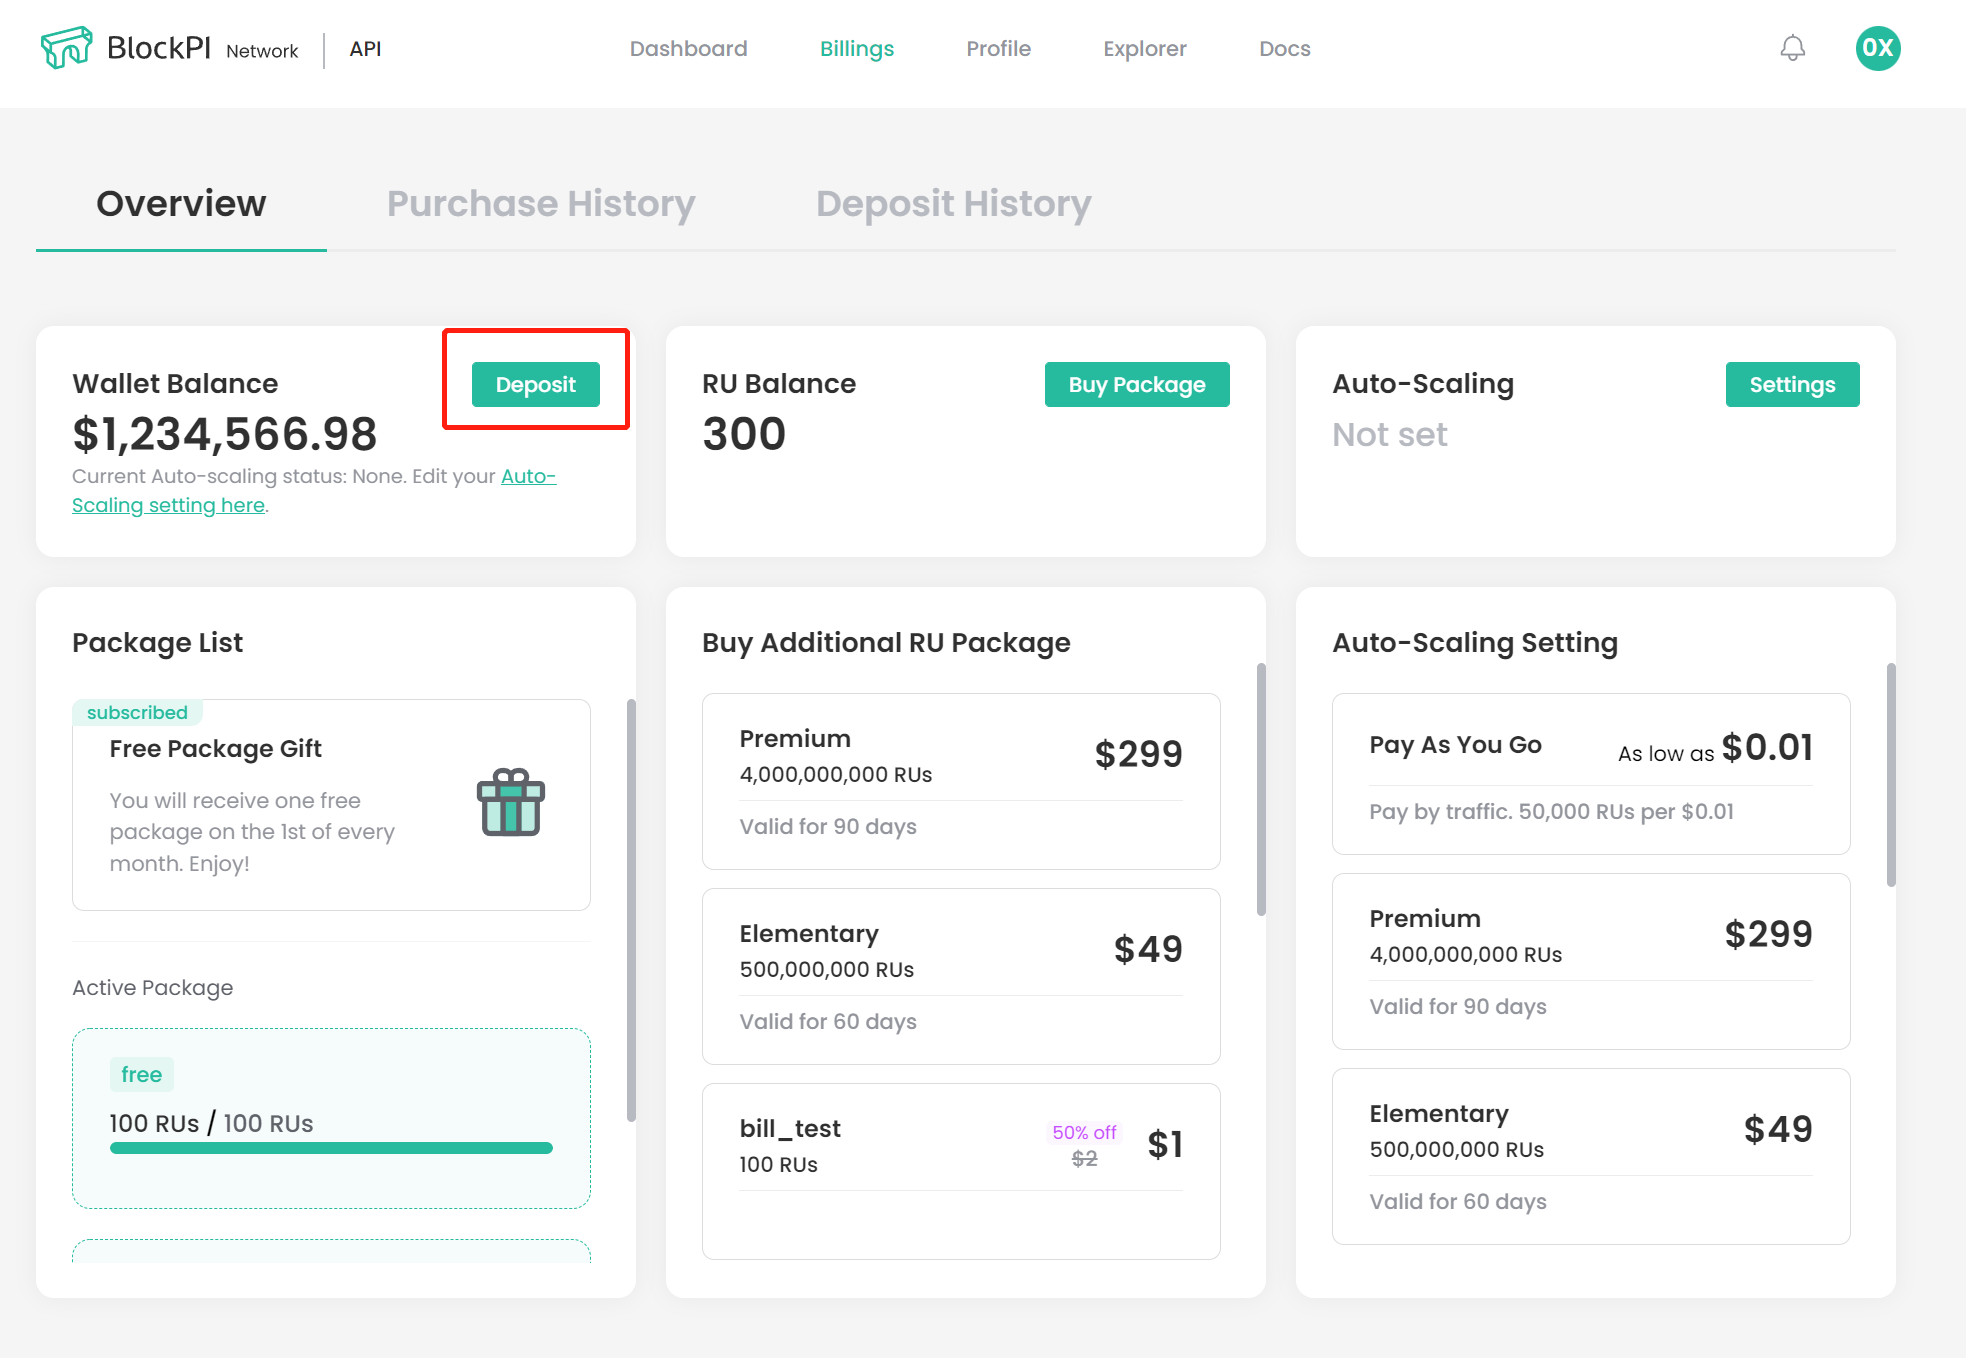 BlockPI Network | API
Dashboard
Billings
Profile
Explorer
Docs
0X
Overview
Purchase History
Deposit History
Wallet Balance
Deposit
$1,234,566.98
Current Auto-scaling status: None. Edit your Auto-
Scaling setting here.
RU Balance
Buy Package
300
Auto-Scaling
Settings
Not set
Package List
subscribed
Free Package Gift
You will receive one free
package on the 1st of every
month. Enjoy!
Active Package
free
100 RUs / 100 RUs
Buy Additional RU Package
Premium
$299
4,000,000,000 RUs
Valid for 90 days
Elementary
$49
500,000,000 RUs
Valid for 60 days
bill_test
50% off
$2
$1
100 RUs
Auto-Scaling Setting
Pay As You Go
As low as $0.01
Pay by traffic. 50,000 RUs per $0.01
Premium
$299
4,000,000,000 RUs
Valid for 90 days
Elementary
$49
500,000,000 RUs
Valid for 60 days